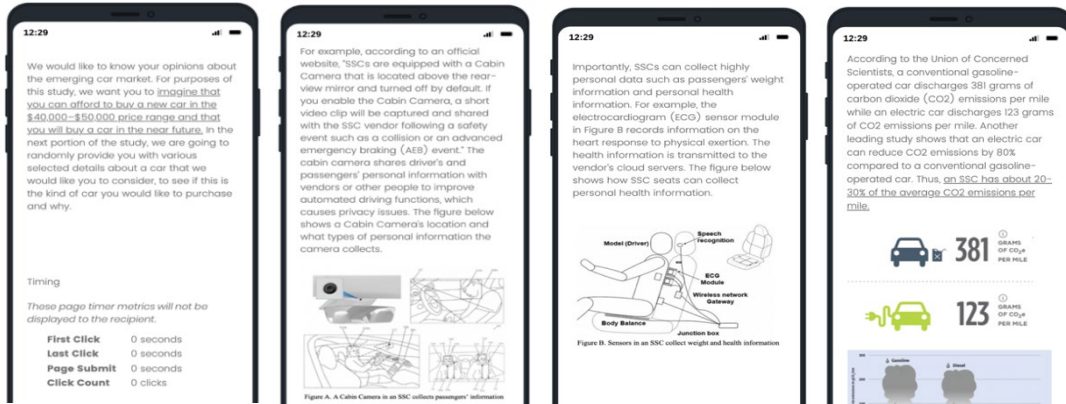 12:29
We would like to know your opinions about
the emerging car market. For purposes of
this study, we want you to imagine that
you can afford to buy a new car in the
$40,000–$50,000 price range and that
you will buy a car in the near future. In the
next portion of the study, we are going to
randomly provide you with various
selected details about a car that we
would like you to consider, to see if this is
the kind of car you would like to purchase
and why.
Timing
These page timer metrics will not be
displayed to the recipient.
First Click 0 seconds
Last Click 0 seconds
Page Submit 0 seconds
Click Count 0 clicks
12:29
For example, according to an official
website, "SSCs are equipped with a Cabin
Camera that is located above the rear-
view mirror and turned off by default. If
you enable the Cabin Camera, a short
video clip will be captured and shared
with the SSC vendor following a safety
event such as a collision or an advanced
emergency braking (AEB) event." The
cabin camera shares driver's and
passengers' personal information with
vendors or other people to improve
automated driving functions, which
causes privacy issues. The figure below
shows a Cabin Camera's location and
what types of personal information the
camera collects.
Figure A. A Cabin Camera in an SSC collects passengers' information
12:29
Importantly, SSCs can collect highly
personal data such as passengers' weight
information and personal health
information. For example, the
electrocardiogram (ECG) sensor module
in Figure B records information on the
heart response to physical exertion. The
health information is transmitted to the
vendor's cloud servers. The figure below
shows how SSC seats can collect
personal health information.
Model (Driver)
Speech
recognition
ECG
Module
Wireless network
Gateway
Body Balance
Junction box
Figure B. Sensors in an SSC collect weight and health information
12:29
According to the Union of Concerned
Scientists, a conventional gasoline-
operated car discharges 381 grams of
carbon dioxide (CO2) emissions per mile
while an electric car discharges 123 grams
of CO2 emissions per mile. Another
leading study shows that an electric car
can reduce CO2 emissions by 80%
compared to a conventional gasoline-
operated car. Thus, an SSC has about 20-
30% of the average CO2 emissions per
mile.
381 GRAMS
OF CO₂e
PER MILE
123 GRAMS
OF CO₂e
PER MILE
Gasoline
Diesel